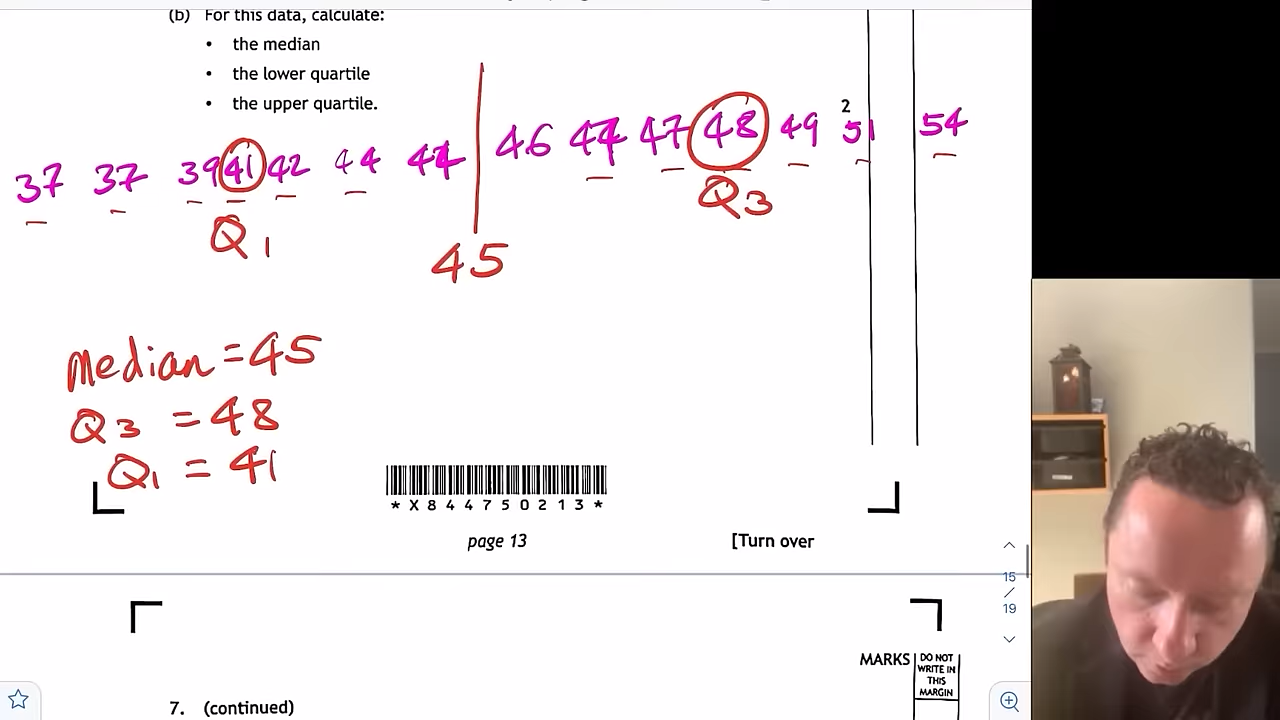 (b) For this data, calculate:
• the median
• the lower quartile
• the upper quartile.
2
37 37 39 41 42 44 44 46 47 47 48 49 51 54
Q1 Q3
45
Median = 45
Q3 = 48
Q1 = 41
*X844750213*
page 13 [Turn over
15
/
19
MARKS DO NOT
WRITE IN
THIS
MARGIN
7. (continued)